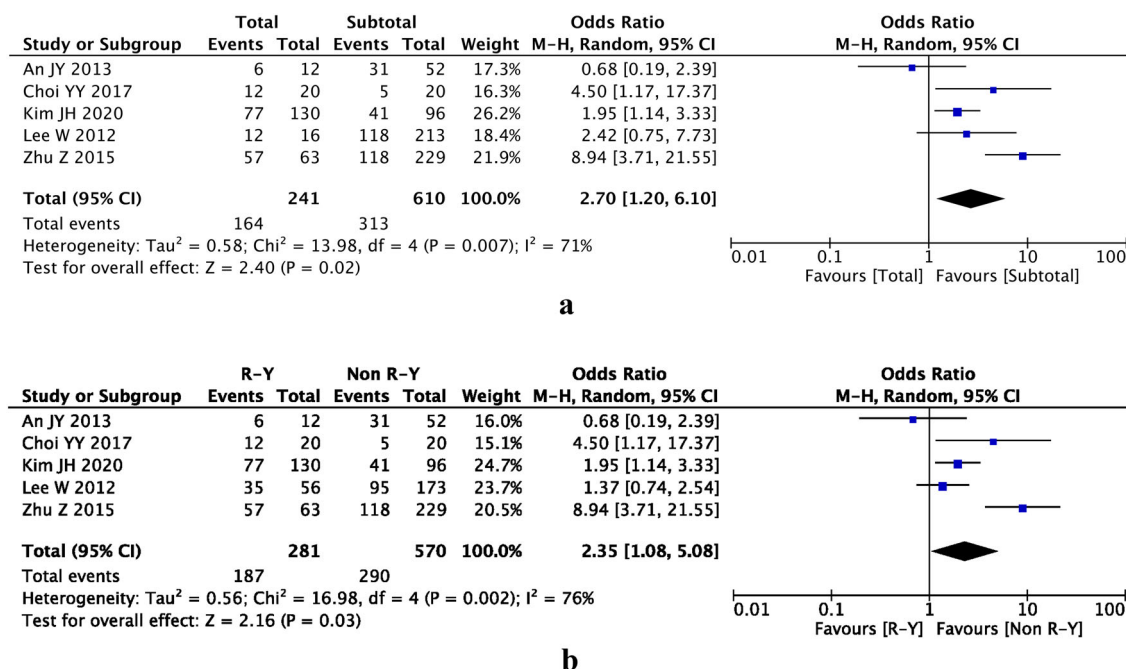 Total Subtotal Odds Ratio Odds Ratio
Study or Subgroup Events Total Events Total Weight M-H, Random, 95% CI M-H, Random, 95% CI
An JY 2013 6 12 31 52 17.3% 0.68 [0.19, 2.39]
Choi YY 2017 12 20 5 20 16.3% 4.50 [1.17, 17.37]
Kim JH 2020 77 130 41 96 26.2% 1.95 [1.14, 3.33]
Lee W 2012 12 16 118 213 18.4% 2.42 [0.75, 7.73]
Zhu Z 2015 57 63 118 229 21.9% 8.94 [3.71, 21.55]
Total (95% CI) 241 610 100.0% 2.70 [1.20, 6.10]
Total events 164 313
Heterogeneity: Tau² = 0.58; Chi² = 13.98, df = 4 (P = 0.007); I² = 71%
Test for overall effect: Z = 2.40 (P = 0.02)
0.01 0.1 1 10 100
Favours [Total] Favours [Subtotal]
a
R-Y Non R-Y Odds Ratio Odds Ratio
Study or Subgroup Events Total Events Total Weight M-H, Random, 95% CI M-H, Random, 95% CI
An JY 2013 6 12 31 52 16.0% 0.68 [0.19, 2.39]
Choi YY 2017 12 20 5 20 15.1% 4.50 [1.17, 17.37]
Kim JH 2020 77 130 41 96 24.7% 1.95 [1.14, 3.33]
Lee W 2012 35 56 95 173 23.7% 1.37 [0.74, 2.54]
Zhu Z 2015 57 63 118 229 20.5% 8.94 [3.71, 21.55]
Total (95% CI) 281 570 100.0% 2.35 [1.08, 5.08]
Total events 187 290
Heterogeneity: Tau² = 0.56; Chi² = 16.98, df = 4 (P = 0.002); I² = 76%
Test for overall effect: Z = 2.16 (P = 0.03)
0.01 0.1 1 10 100
Favours [R-Y] Favours [Non R-Y]
b